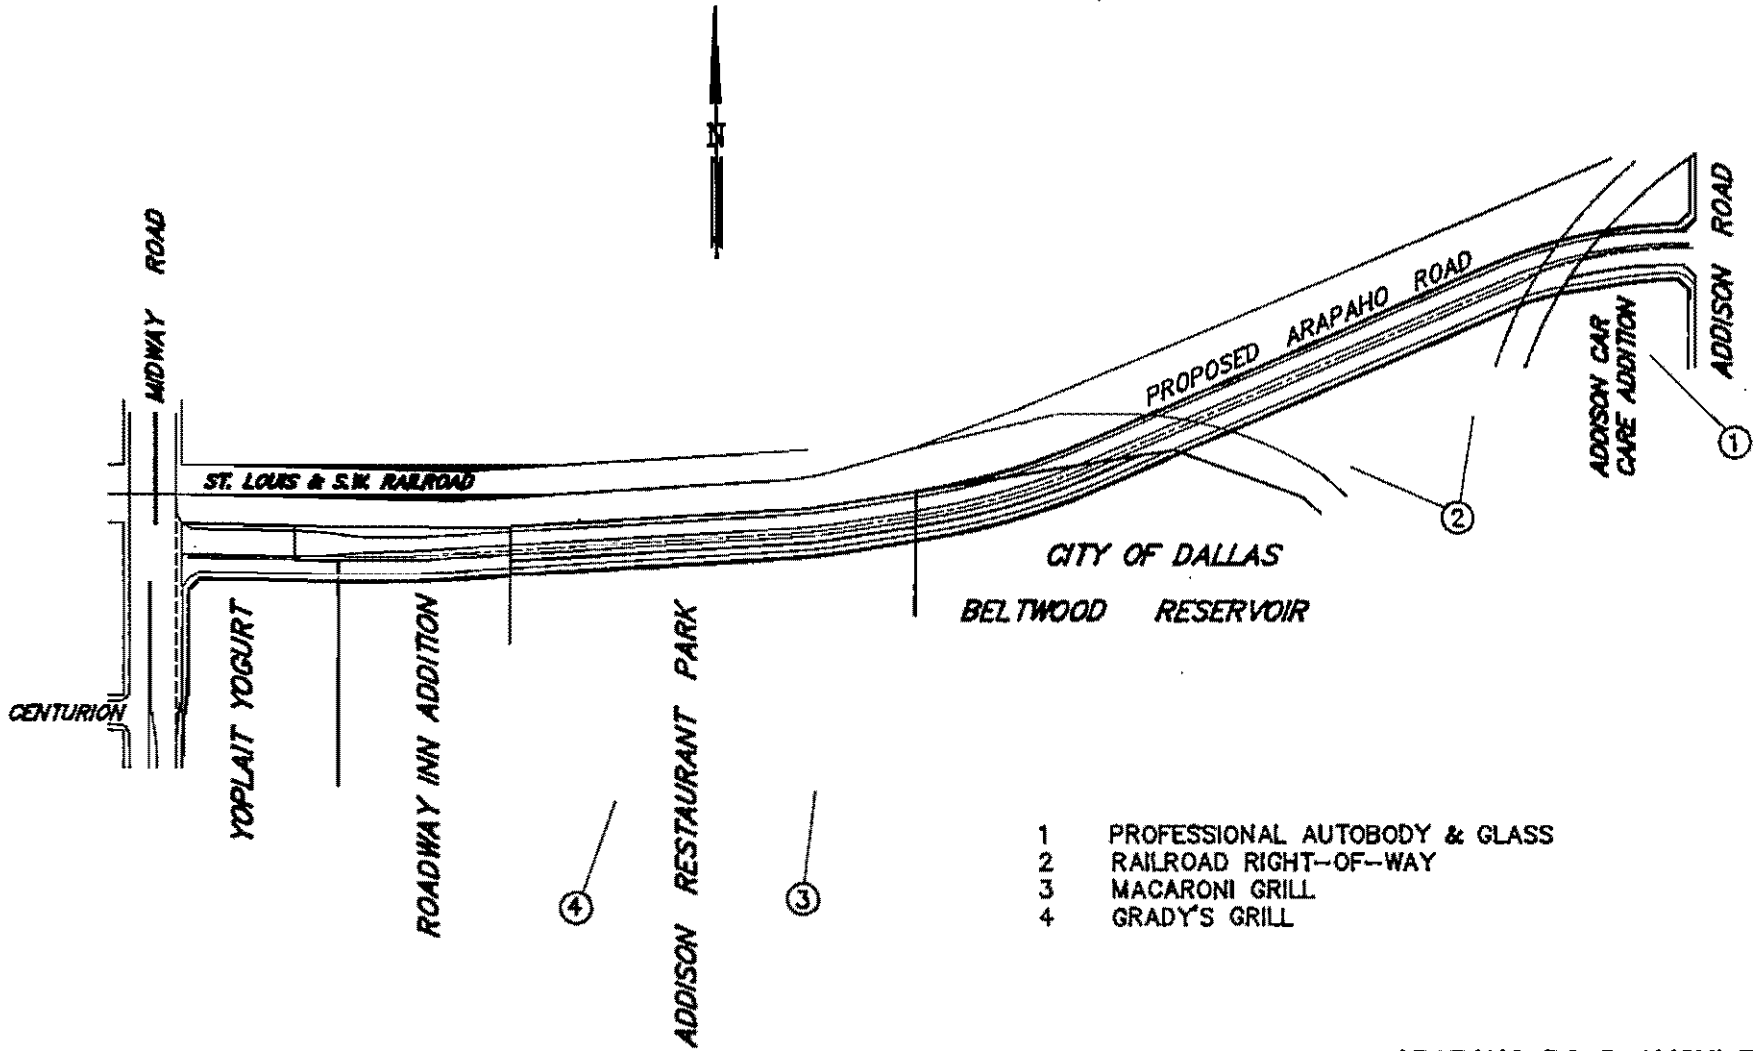 N
MIDWAY ROAD
ADDISON ROAD
PROPOSED ARAPAHO ROAD
ADDISON CAR
CARE ADDITION
ADDISON ROAD
1
ST. LOUIS & S.W. RAILROAD
2
CITY OF DALLAS
BELTWOOD RESERVOIR
CENTURION
YOPLAIT YOGURT
ROADWAY INN ADDITION
ADDISON RESTAURANT PARK
4
3
1 PROFESSIONAL AUTOBODY & GLASS
2 RAILROAD RIGHT-OF-WAY
3 MACARONI GRILL
4 GRADY'S GRILL